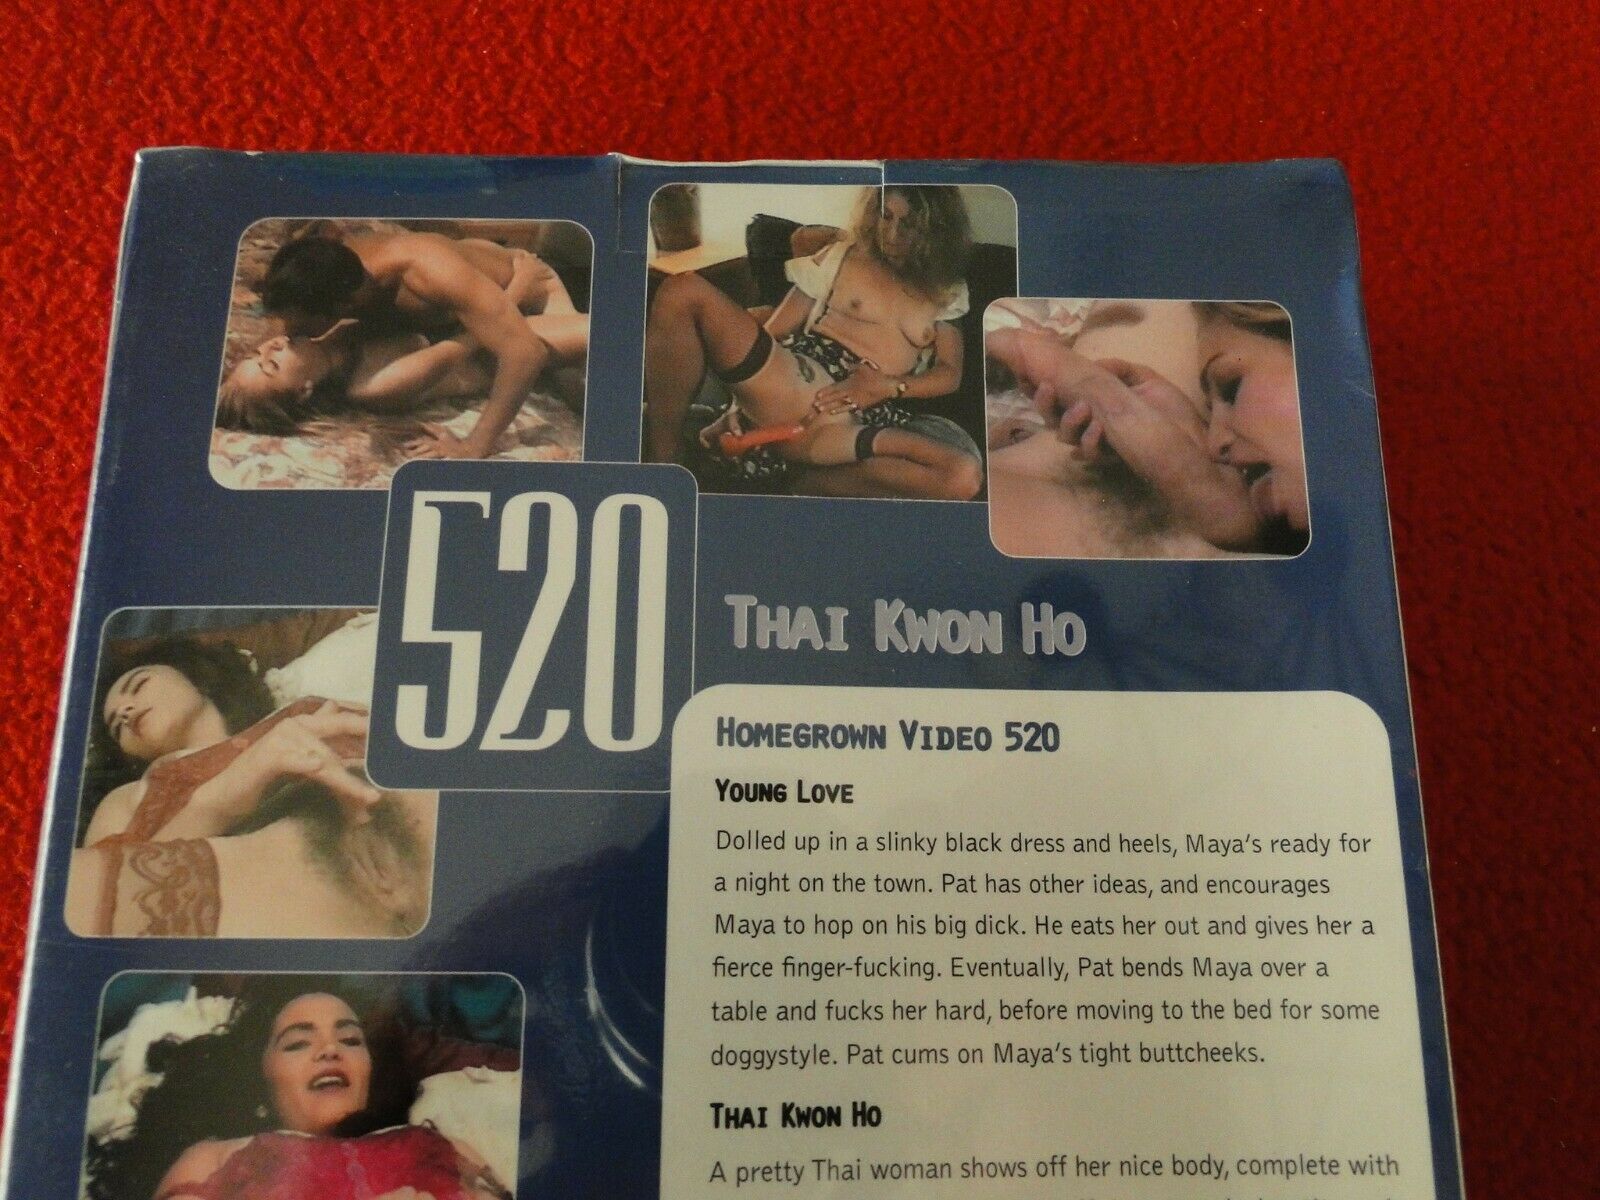 520
THAI KWON HO
HOMEGROWN VIDEO 520
YOUNG LOVE
Dolled up in a slinky black dress and heels, Maya's ready for
a night on the town. Pat has other ideas, and encourages
Maya to hop on his big dick. He eats her out and gives her a
fierce finger-fucking. Eventually, Pat bends Maya over a
table and fucks her hard, before moving to the bed for some
doggystyle. Pat cums on Maya's tight buttcheeks.
THAI KWON HO
A pretty Thai woman shows off her nice body, complete with